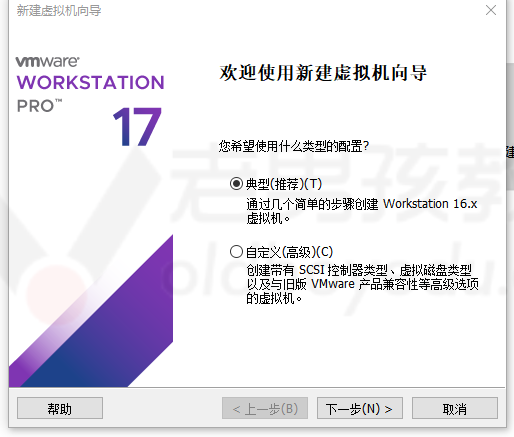 新建虚拟机向导
vmware
WORKSTATION
PRO™
17
欢迎使用新建虚拟机向导
您希望使用什么类型的配置?
典型(推荐)(T)
通过几个简单的步骤创建 Workstation 16.x
虚拟机。
自定义(高级)(C)
创建带有 SCSI 控制器类型、虚拟磁盘类型
以及与旧版 VMware 产品兼容性等高级选项
的虚拟机。
老男孩教
帮助
< 上一步(B)
下一步(N) >
取消